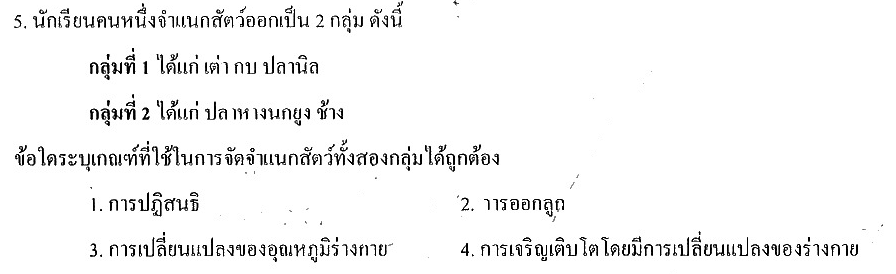 5. นักเรียนคนหนึ่งจำแนกสัตว์ออกเป็น 2 กลุ่ม ดังนี้
กลุ่มที่ 1 ได้แก่ เต่า กบ ปลานิล
กลุ่มที่ 2 ได้แก่ ปลาหางนกยูง ช้าง
ข้อใดระบุเกณฑ์ที่ใช้ในการจัดจำแนกสัตว์ทั้งสองกลุ่มได้ถูกต้อง
1. การปฏิสนธิ 2. การออกลูก
3. การเปลี่ยนแปลงของอุณหภูมิร่างกาย 4. การเจริญเติบโตโดยมีการเปลี่ยนแปลงของร่างกาย